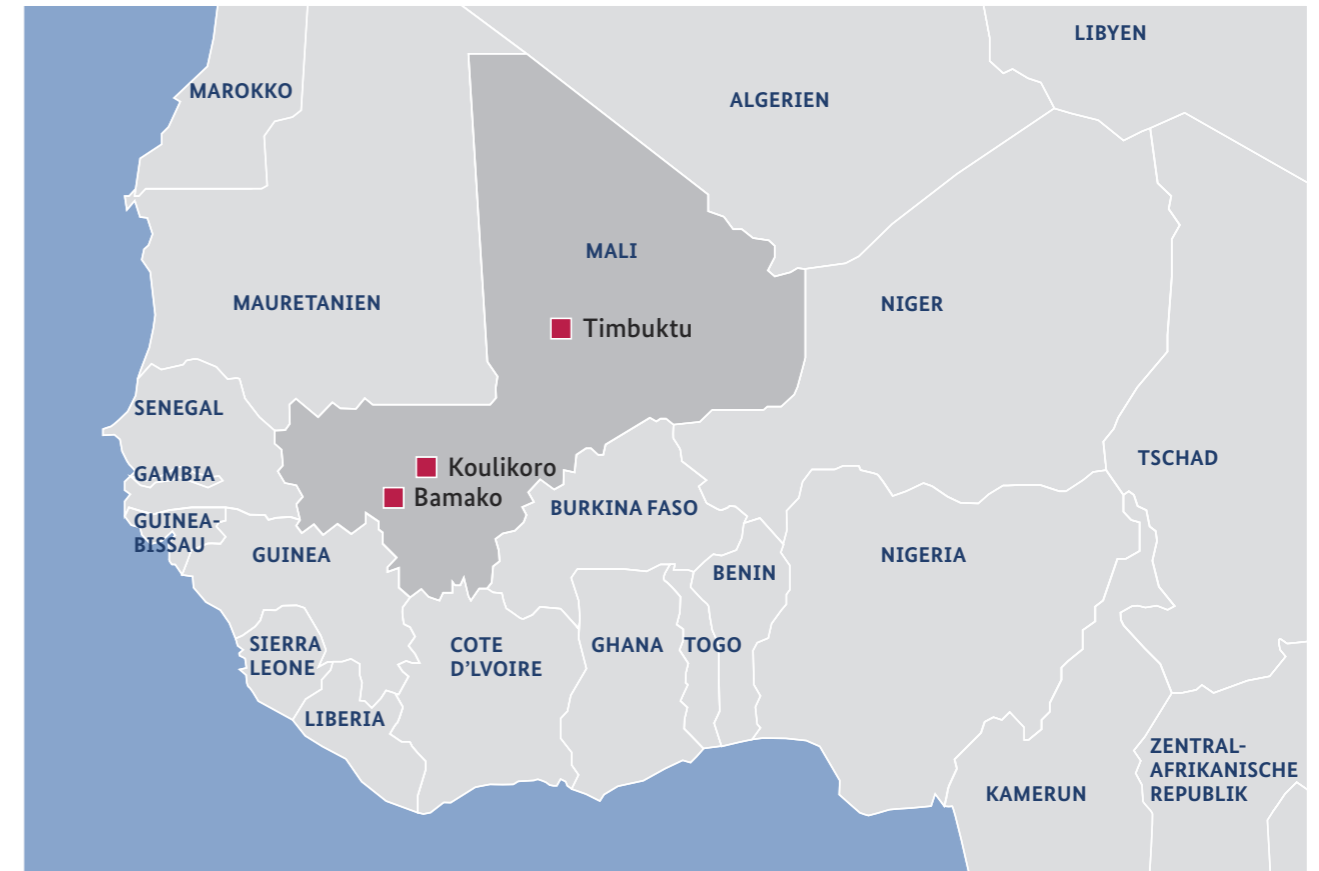 LIBYEN
MAROKKO
ALGERIEN
MALI
MAURETANIEN
NIGER
Timbuktu
SENEGAL
TSCHAD
GAMBIA
Koulikoro
Bamako
BURKINA FASO
GUINEA-
BISSAU
GUINEA
NIGERIA
BENIN
SIERRA
LEONE
COTE
D'LVOIRE
GHANA
TOGO
LIBERIA
ZENTRAL-
AFRIKANISCHE
REPUBLIK
KAMERUN